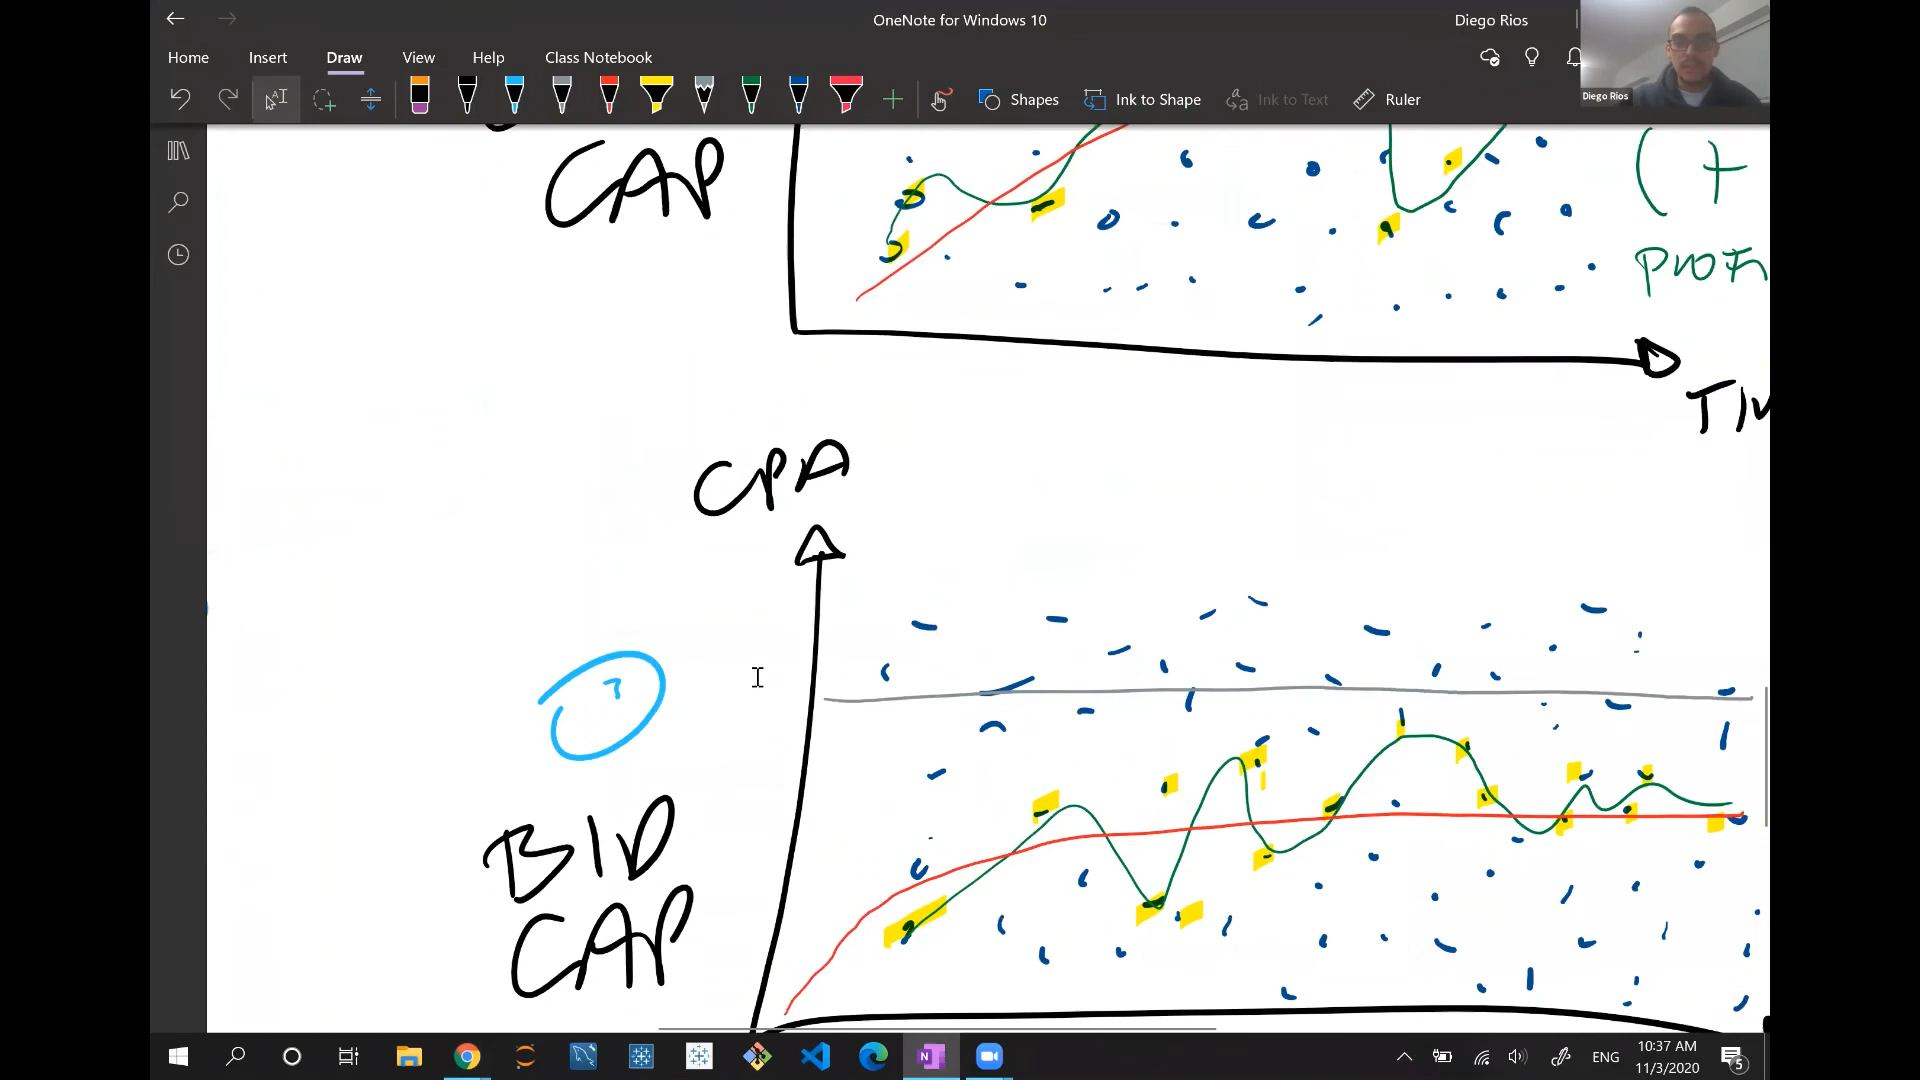 OneNote for Windows 10
Diego Rios
Home Insert Draw View Help Class Notebook
Shapes
Ink to Shape
Ink to Text
Ruler
Diego Rios
CAP
( +
CPA
BID
CAP
ENG
10:37 AM
11/3/2020
5